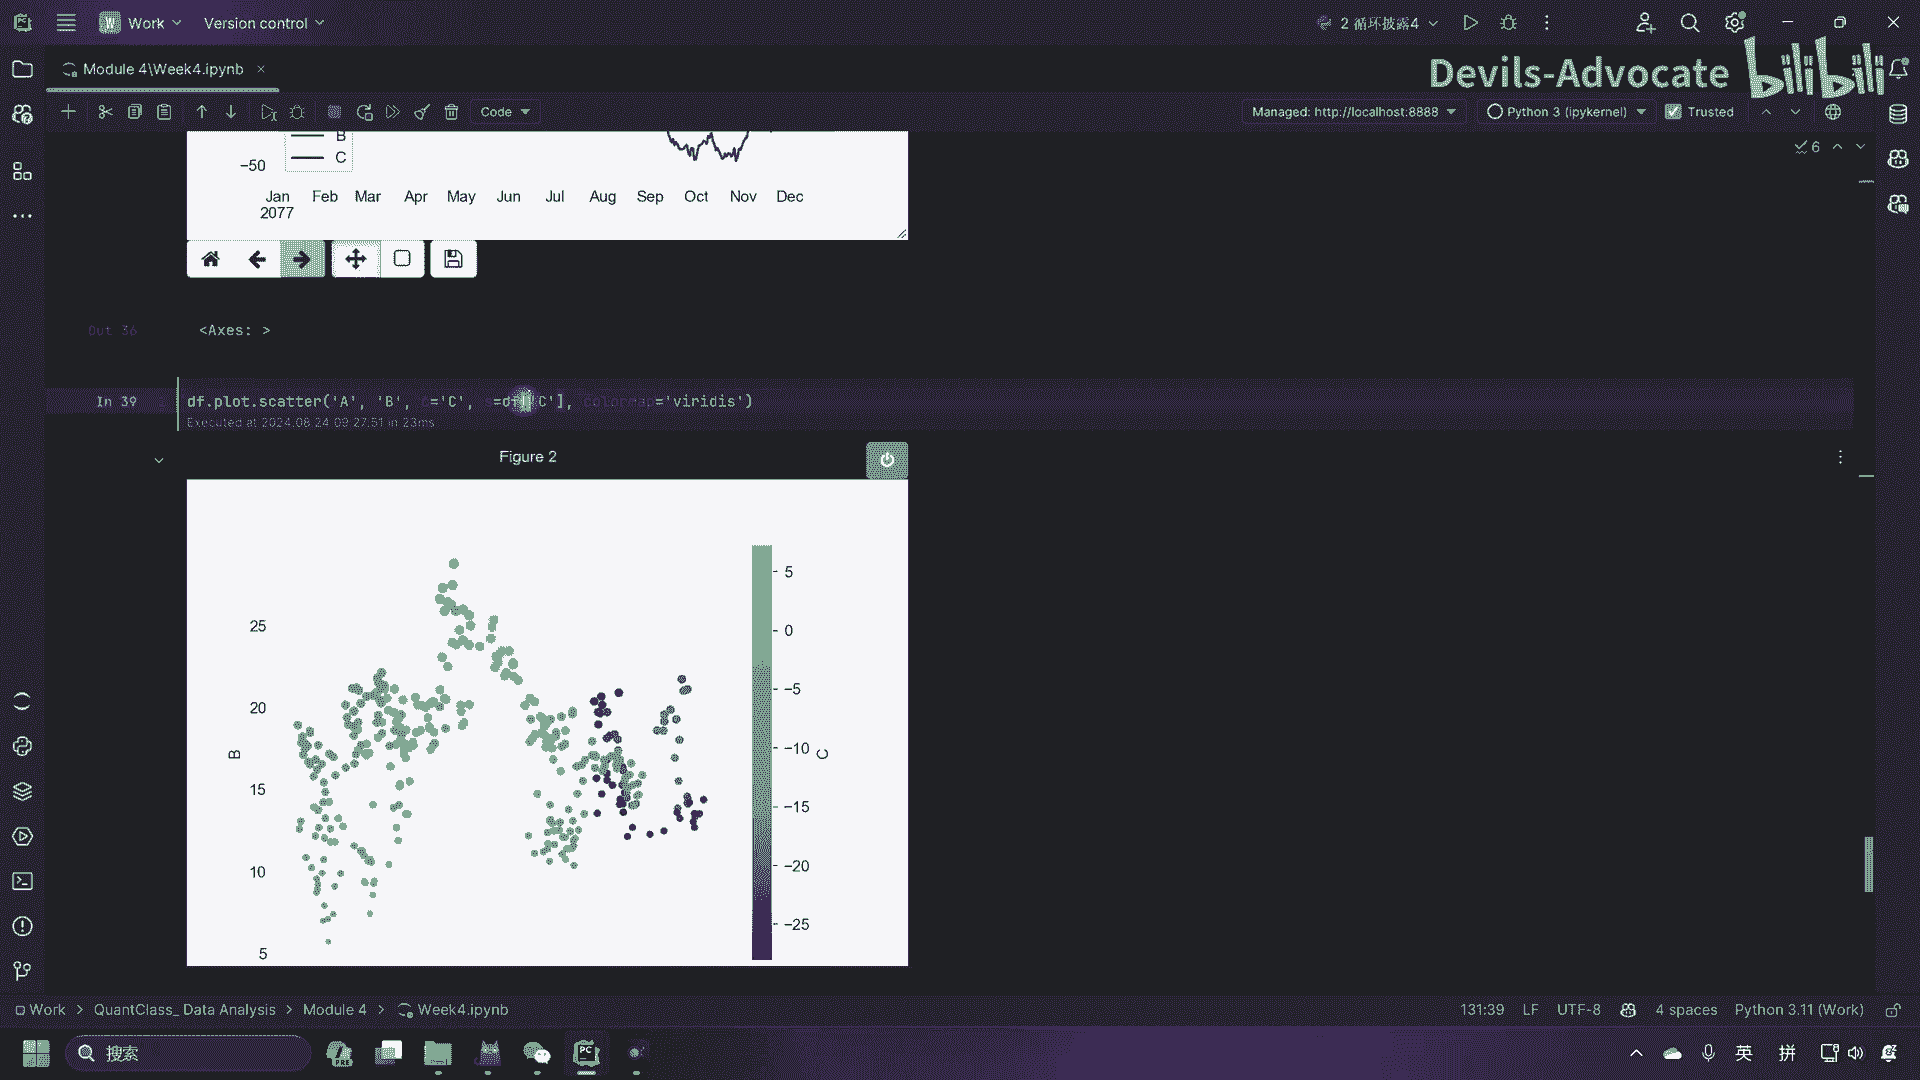 Work
Version control
2 循环披露4
Module 4\Week4.ipynb
Devils-Advocate
bilibili
Code
Managed: http://localhost:8888
Python 3 (ipykernel)
Trusted
6
B
C
-50
Jan Feb Mar Apr May Jun Jul Aug Sep Oct Nov Dec
2077
Out 36
<Axes: >
In 39
df.plot.scatter('A', 'B', c='C', s=df['C'], colormap='viridis')
Executed at 2024.08.24 09:27:51 in 23ms
Figure 2
25
20
15
10
5
B
5
0
-5
-10
-15
-20
-25
C
Work > QuantClass_ Data Analysis > Module 4 > Week4.ipynb
131:39 LF UTF-8 4 spaces Python 3.11 (Work)
搜索
英 拼